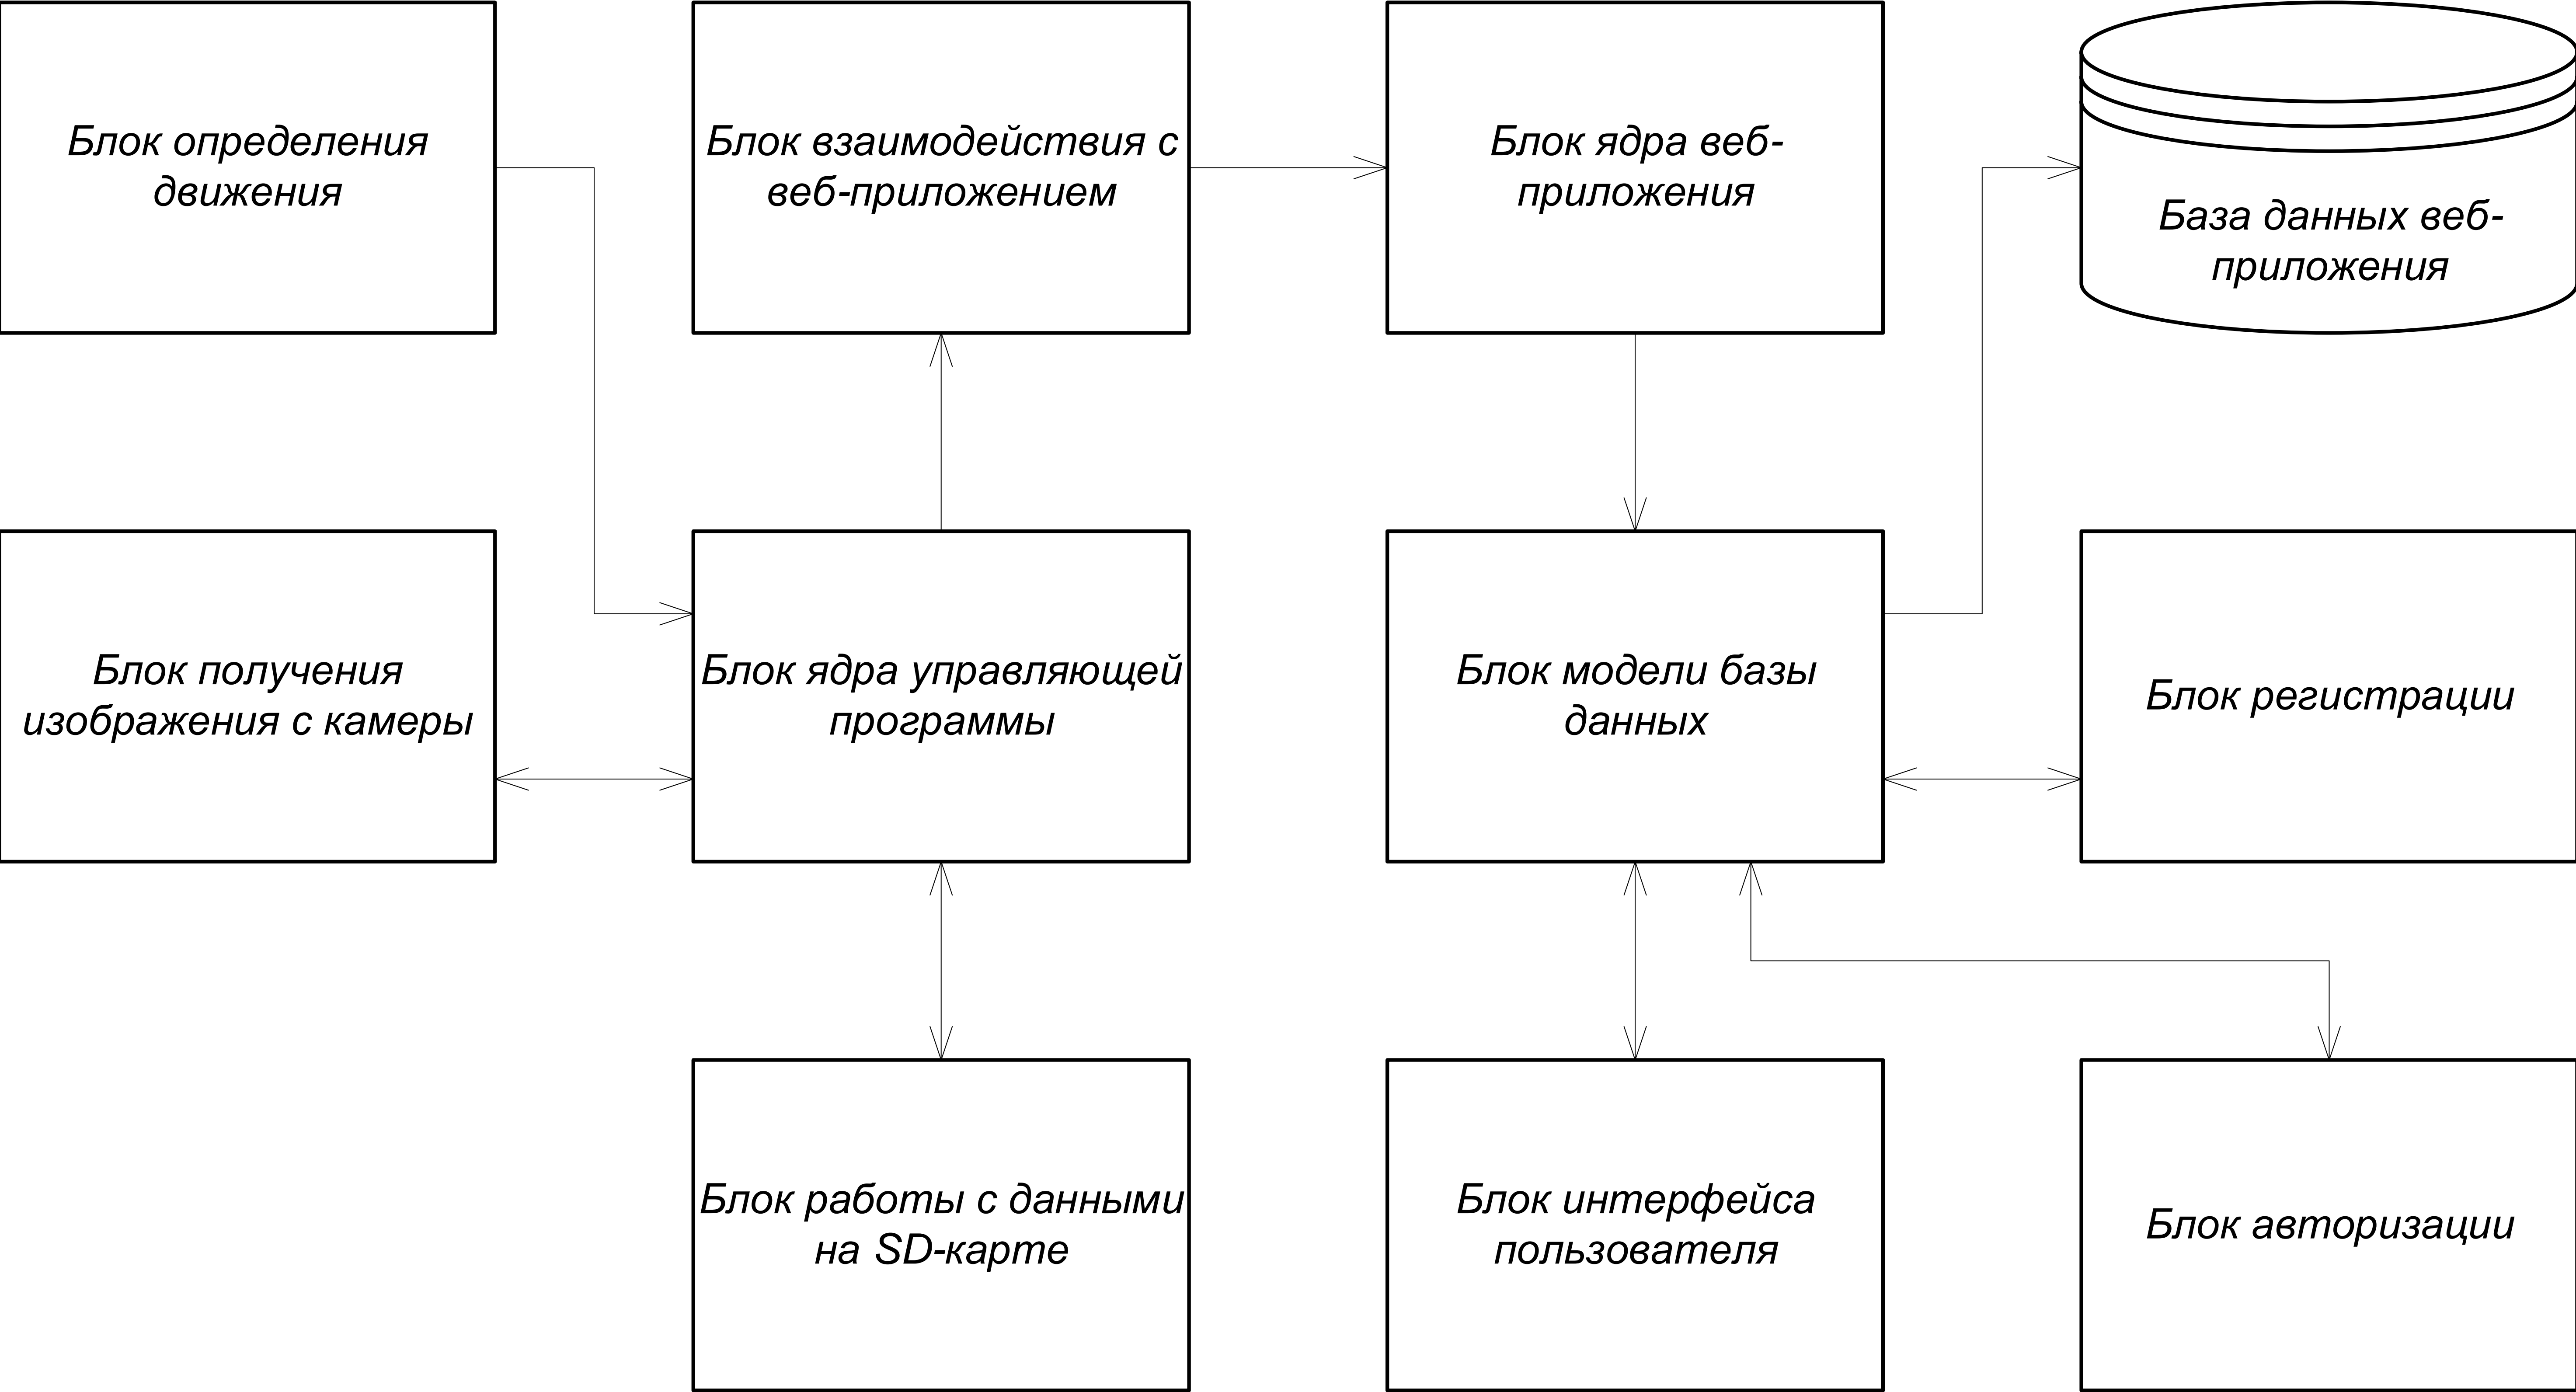 Блок определения
движения
Блок взаимодействия с
веб-приложением
Блок ядра веб-
приложения
База данных веб-
приложения
Блок получения
изображения с камеры
Блок ядра управляющей
программы
Блок модели базы
данных
Блок регистрации
Блок работы с данными
на SD-карте
Блок интерфейса
пользователя
Блок авторизации